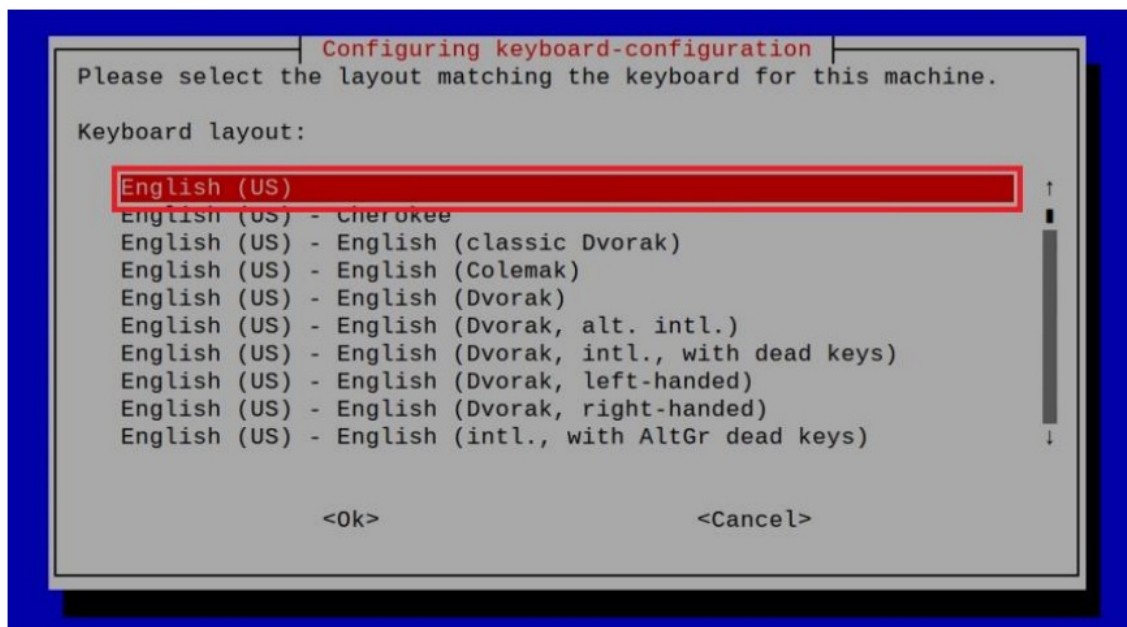 Configuring keyboard-configuration
Please select the layout matching the keyboard for this machine.
Keyboard layout:
English (US)
English (US) - Cherokee
English (US) - English (classic Dvorak)
English (US) - English (Colemak)
English (US) - English (Dvorak)
English (US) - English (Dvorak, alt. intl.)
English (US) - English (Dvorak, intl., with dead keys)
English (US) - English (Dvorak, left-handed)
English (US) - English (Dvorak, right-handed)
English (US) - English (intl., with AltGr dead keys)
<Ok> <Cancel>